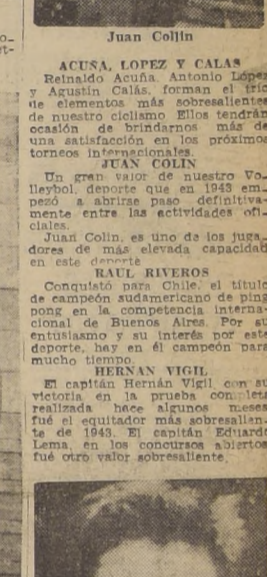 Juan Collin
ACUÑA, LOPEZ Y CALAS
Reinaldo Acuña, Antonio López
y Agustín Calás, forman el trío
de elementos más sobresalientes
de nuestro ciclismo Ellos tendrán
ocasión de brindarnos más de
una satisfacción en los próximos
torneos internacionales.
JUAN COLIN
Un gran valor de nuestro Vo-
lleybol, deporte que en 1943 em-
pezó a abrirse paso definitiva-
mente entre las actividades ofi-
ciales.
Juan Colin, es uno de los juga-
dores de más elevada capacidad
en este deporte
RAUL RIVEROS
Conquistó para Chile, el título
de campeón sudamericano de ping
pong en la competencia interna-
cional de Buenos Aires. Por su
entusiasmo y su interés por este
deporte, hay en él campeón para
mucho tiempo.
HERNAN VIGIL
El capitán Hernán Vigil con su
victoria en la prueba completa
realizada hace algunos meses
fué el equitador más sobresalien-
te de 1943. El capitán Eduardo
Lema, en los concursos abiertos
fué otro valor sobresaliente.